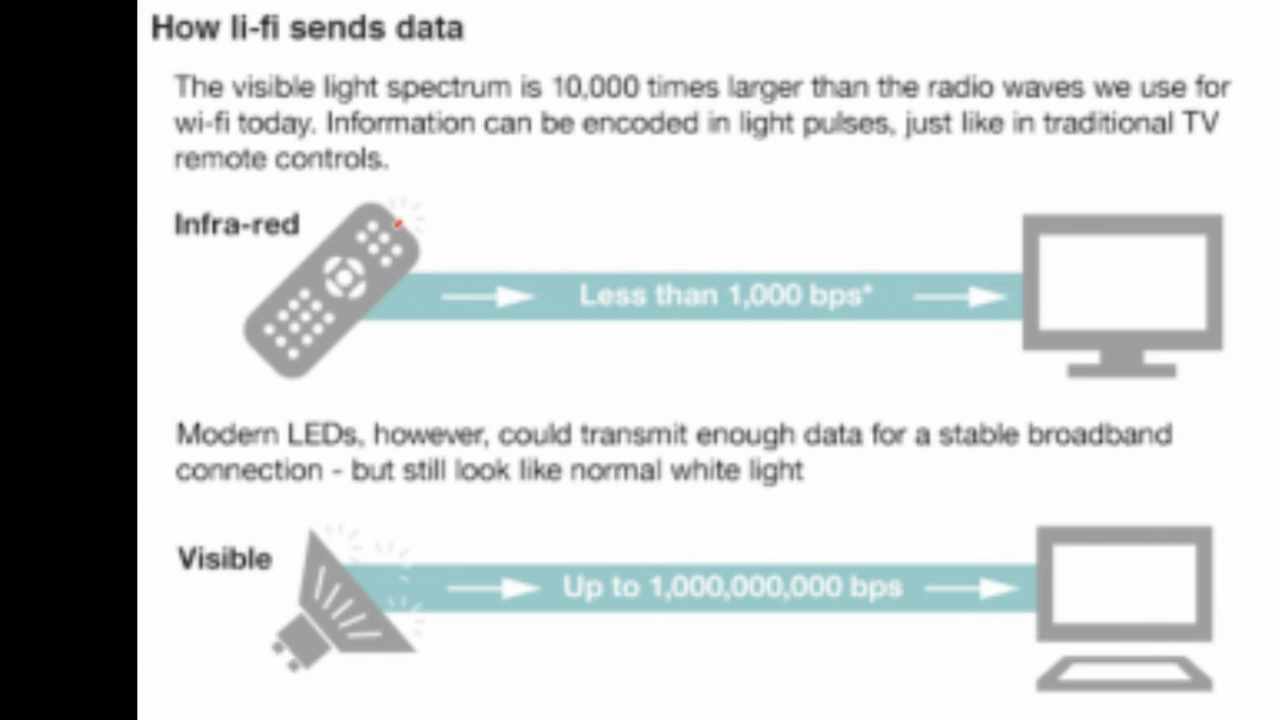 How li-fi sends data
The visible light spectrum is 10,000 times larger than the radio waves we use for
wi-fi today. Information can be encoded in light pulses, just like in traditional TV
remote controls.
Infra-red
Less than 1,000 bps*
Modern LEDs, however, could transmit enough data for a stable broadband
connection - but still look like normal white light
Visible
Up to 1,000,000,000 bps